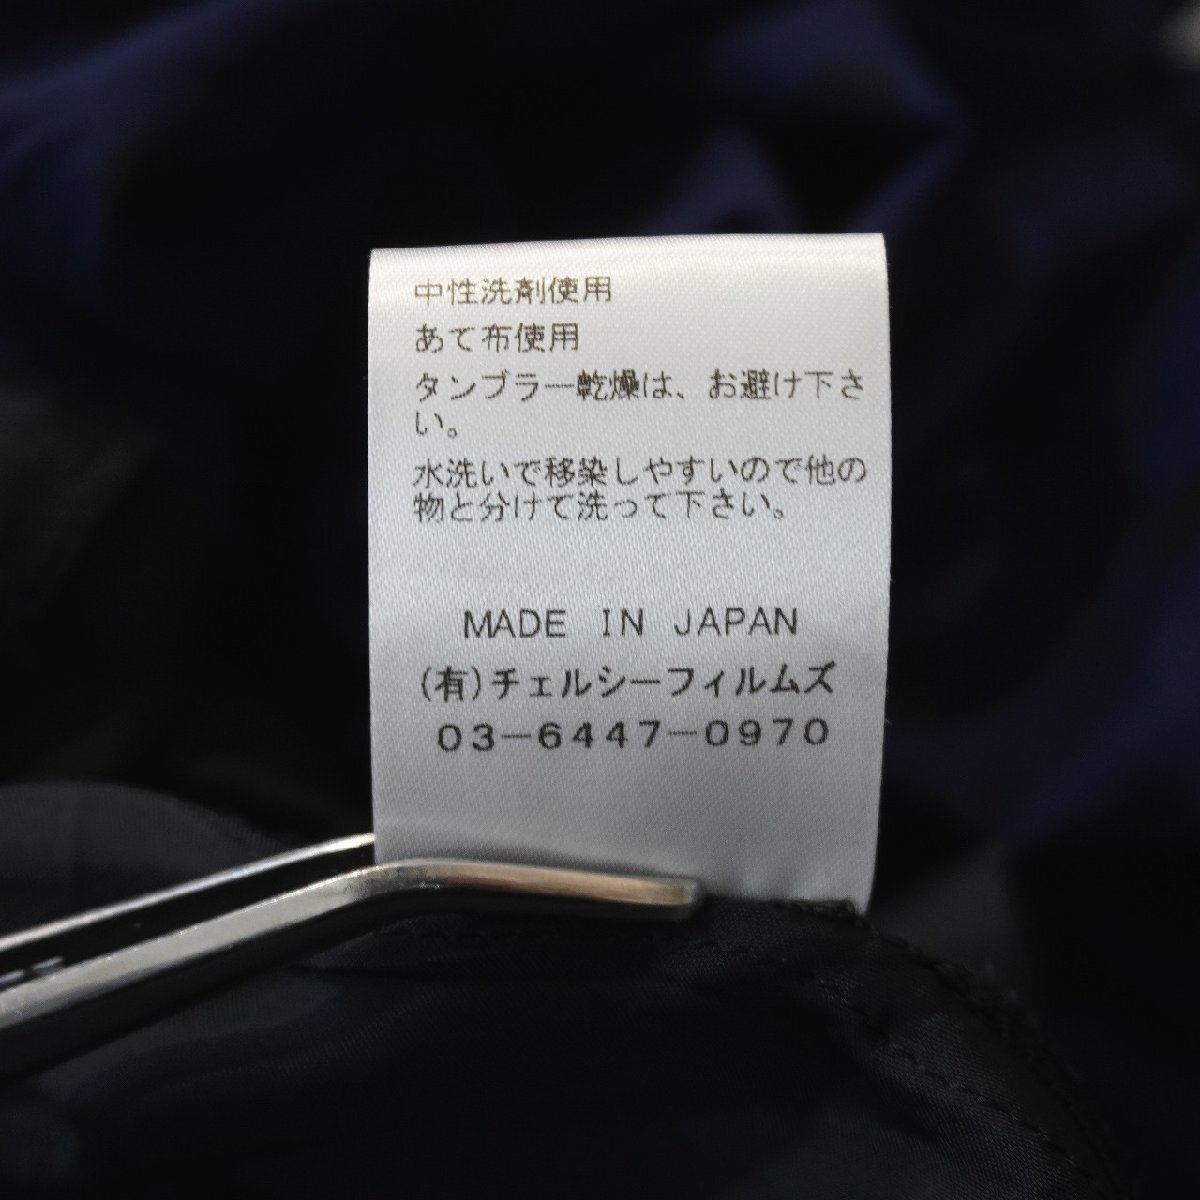 中性洗剤使用
あて布使用
タンブラー乾燥は、お避け下さ
い。
水洗いで移染しやすいので他の
物と分けて洗って下さい。
MADE IN JAPAN
(有)チェルシーフィルムズ
03-6447-0970